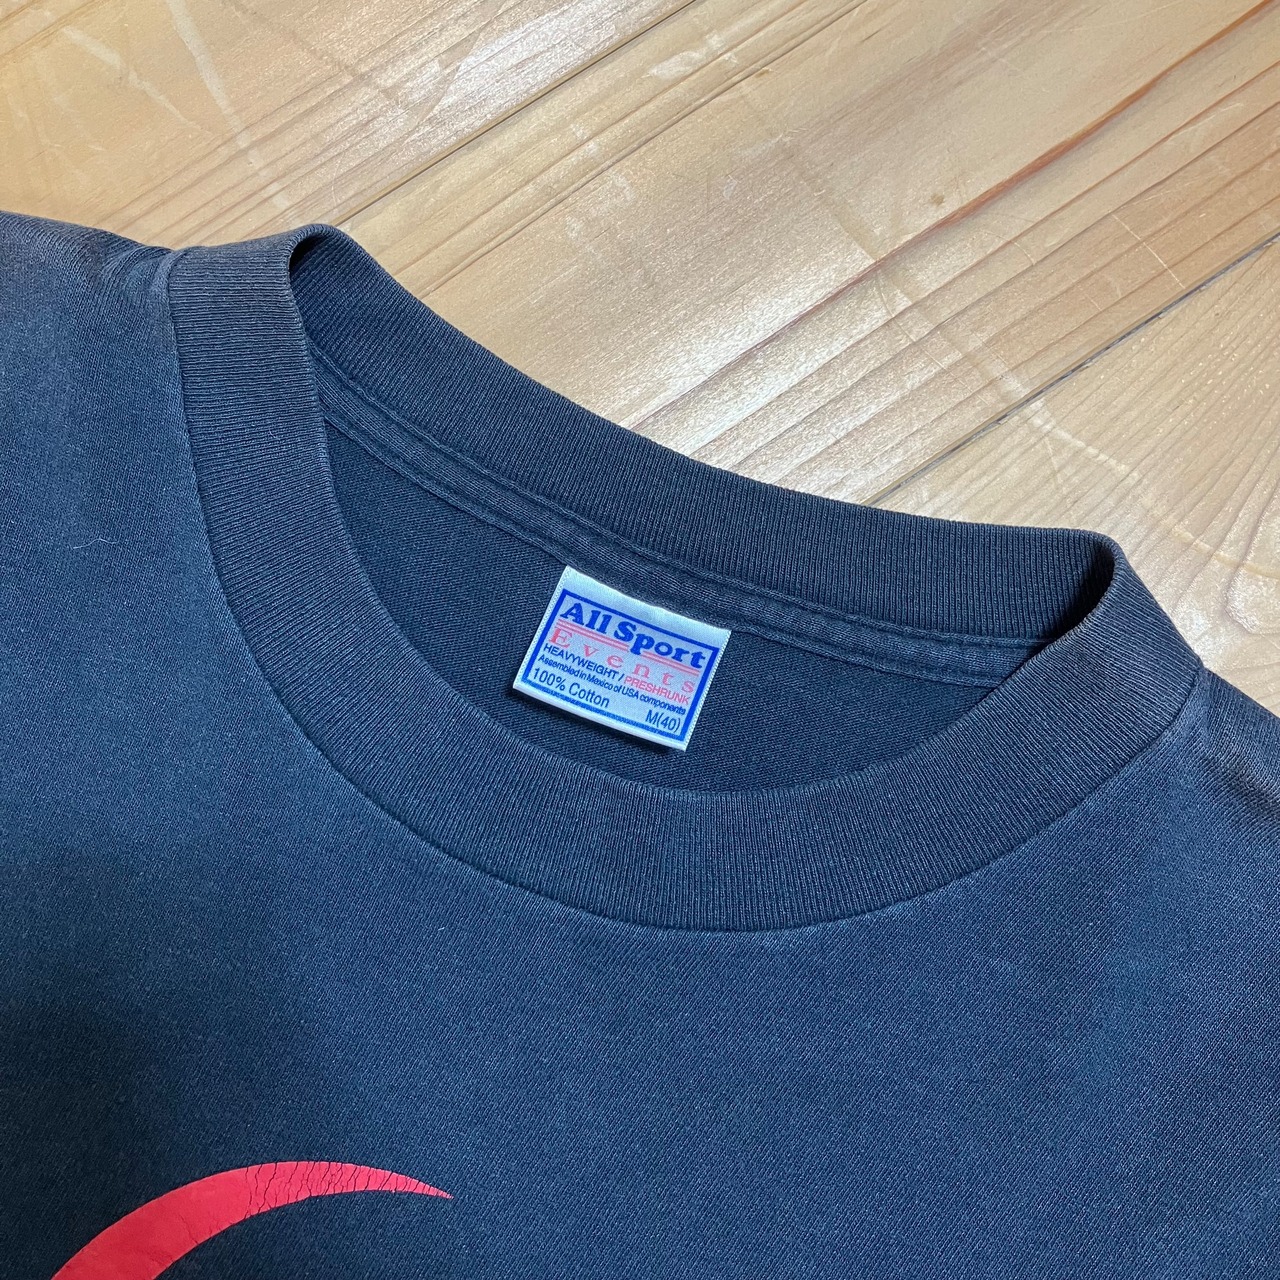 All Sport
Events
HEAVYWEIGHT / PRESHRUNK
Assembled in Mexico of USA components
100% Cotton
M(40)